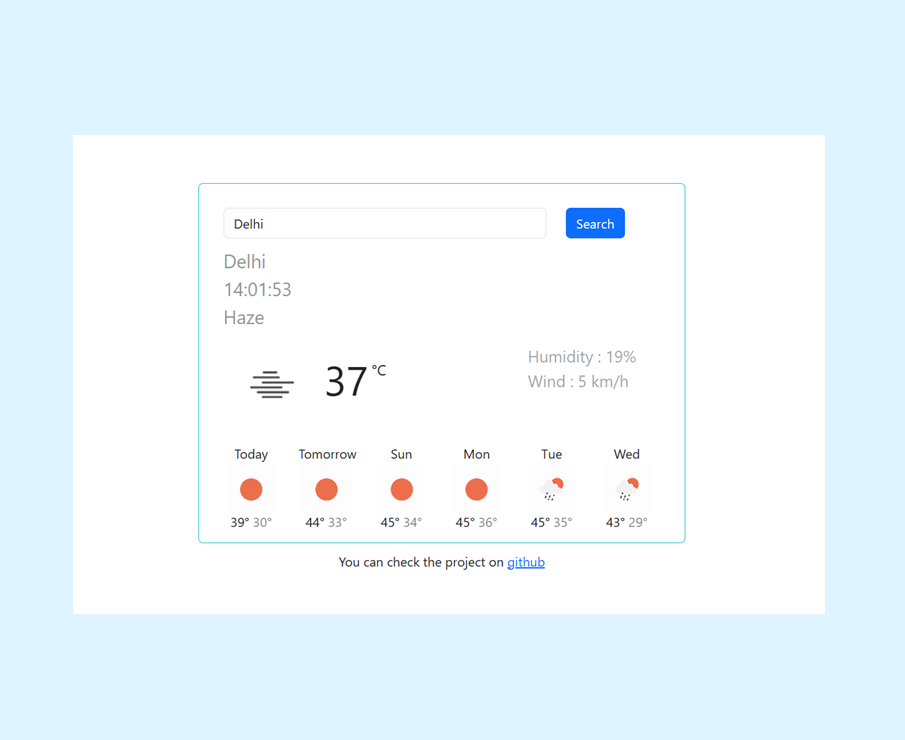 Delhi Search
Delhi
14:01:53
Haze
37 °C
Humidity : 19%
Wind : 5 km/h
Today Tomorrow Sun Mon Tue Wed
39° 30° 44° 33° 45° 34° 45° 36° 45° 35° 43° 29°
You can check the project on github